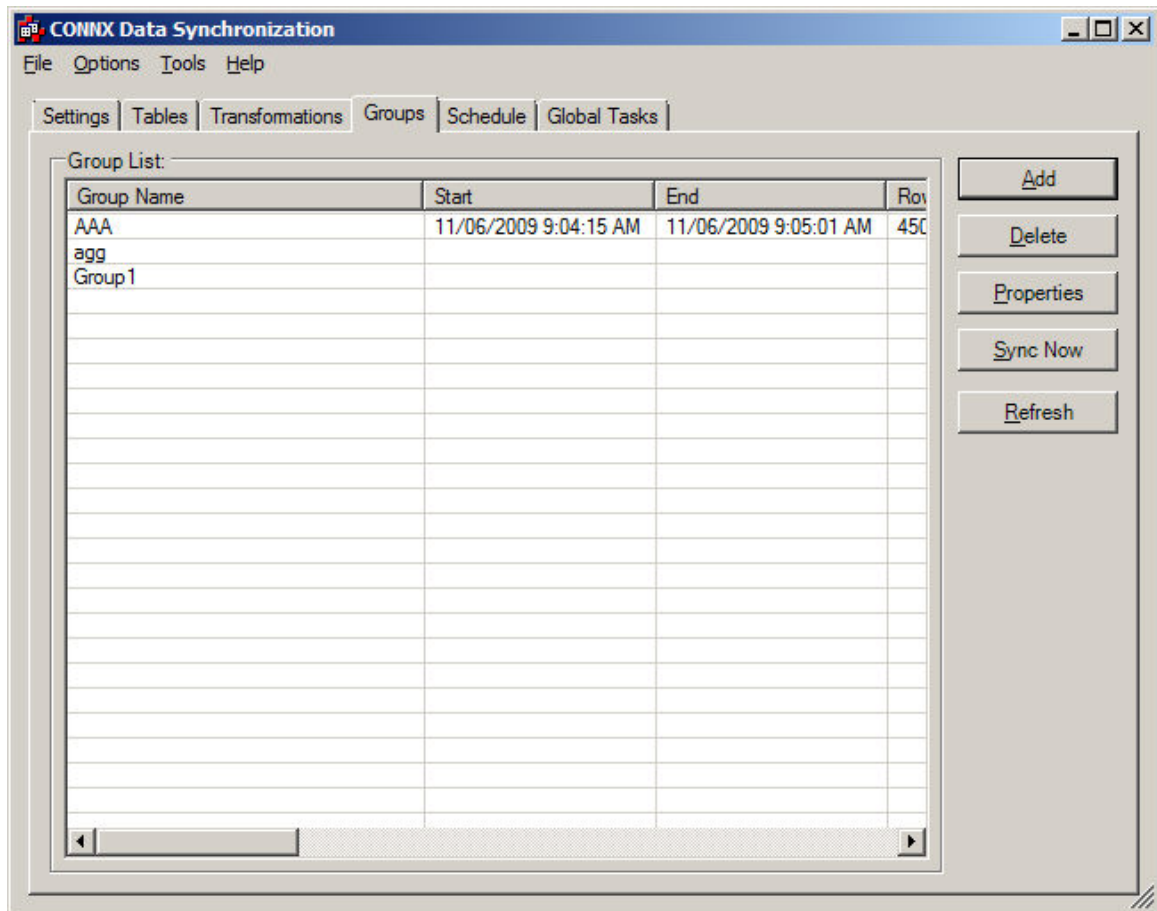 CONNX Data Synchronization
File Options Tools Help
Settings Tables Transformations Groups Schedule Global Tasks
Group List:
Group Name Start End
AAA 11/06/2009 9:04:15 AM 11/06/2009 9:05:01 AM
agg
Group1
Add
Delete
Properties
Sync Now
Refresh